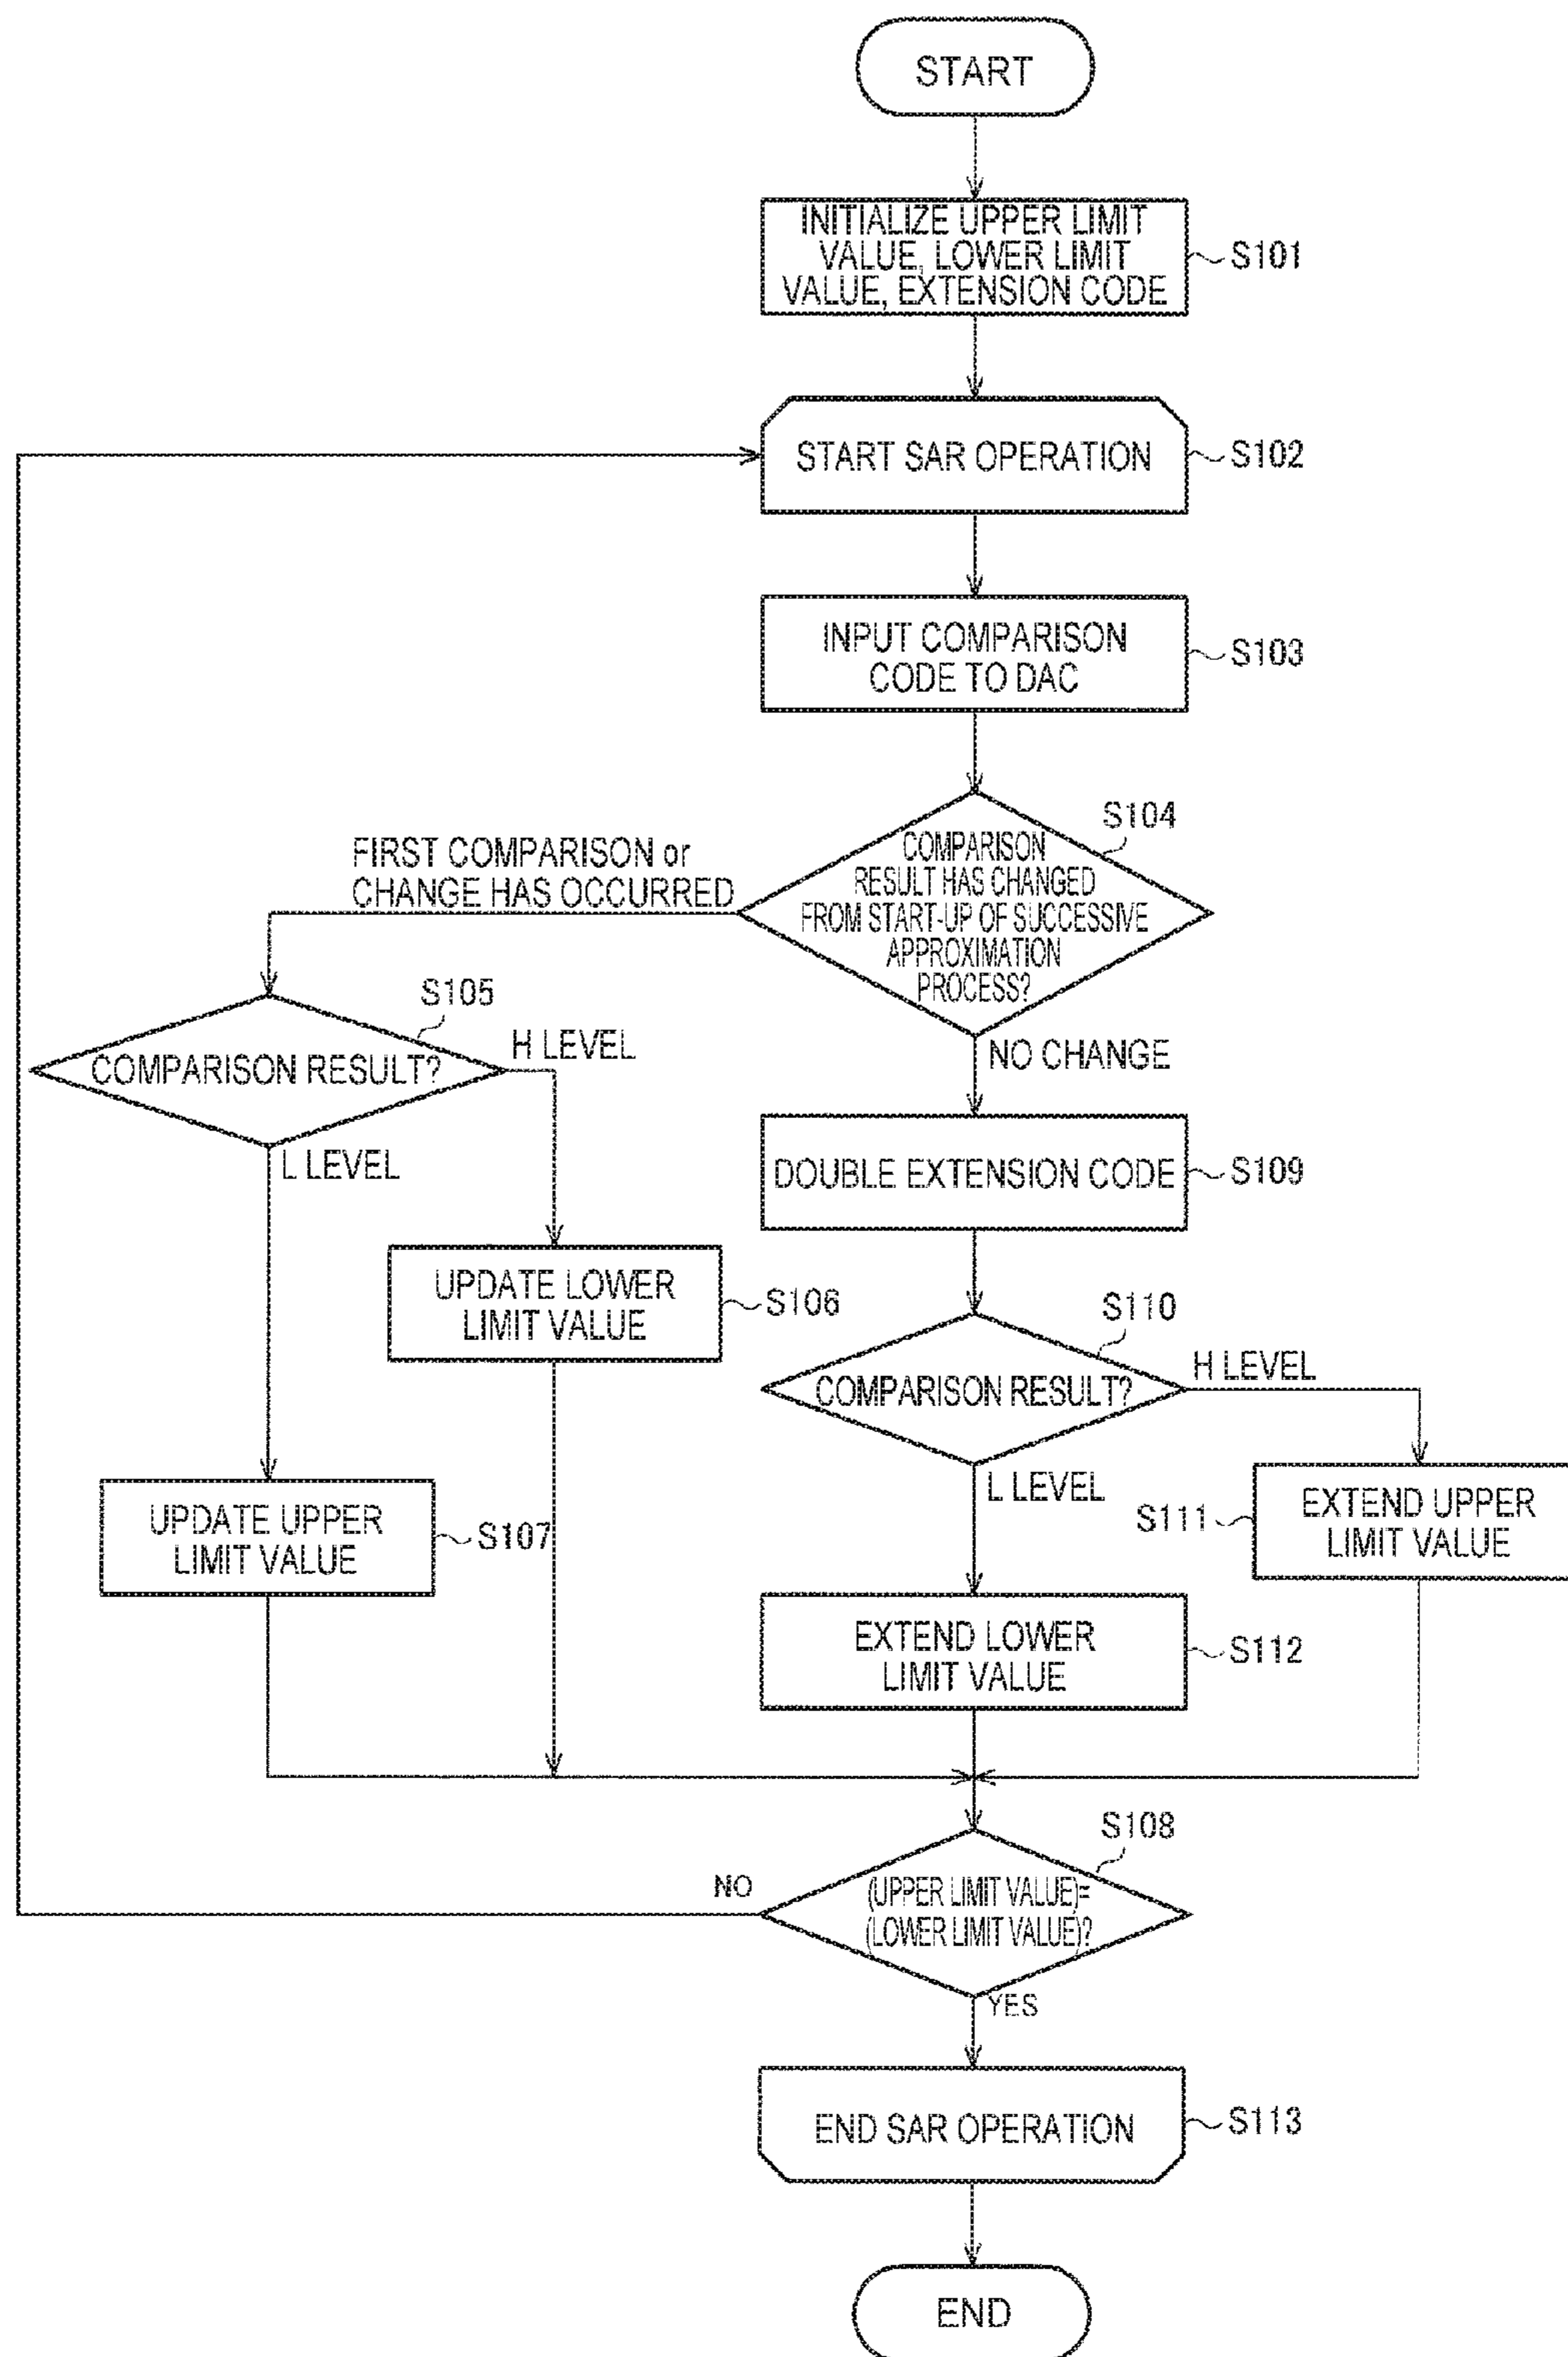 START
INITIALIZE UPPER LIMIT
VALUE, LOWER LIMIT
VALUE, EXTENSION CODE
S101
START SAR OPERATION
S102
INPUT COMPARISON
CODE TO DAC
S103
S104
COMPARISON
RESULT HAS CHANGED
FROM START-UP OF SUCCESSIVE
APPROXIMATION
PROCESS?
FIRST COMPARISON or
CHANGE HAS OCCURRED
NO CHANGE
S105
COMPARISON RESULT?
H LEVEL
L LEVEL
DOUBLE EXTENSION CODE
S109
UPDATE LOWER
LIMIT VALUE
S106
S110
COMPARISON RESULT?
H LEVEL
L LEVEL
UPDATE UPPER
LIMIT VALUE
S107
S111
EXTEND UPPER
LIMIT VALUE
EXTEND LOWER
LIMIT VALUE
S112
S108
(UPPER LIMIT VALUE)=
(LOWER LIMIT VALUE)?
NO
YES
END SAR OPERATION
S113
END